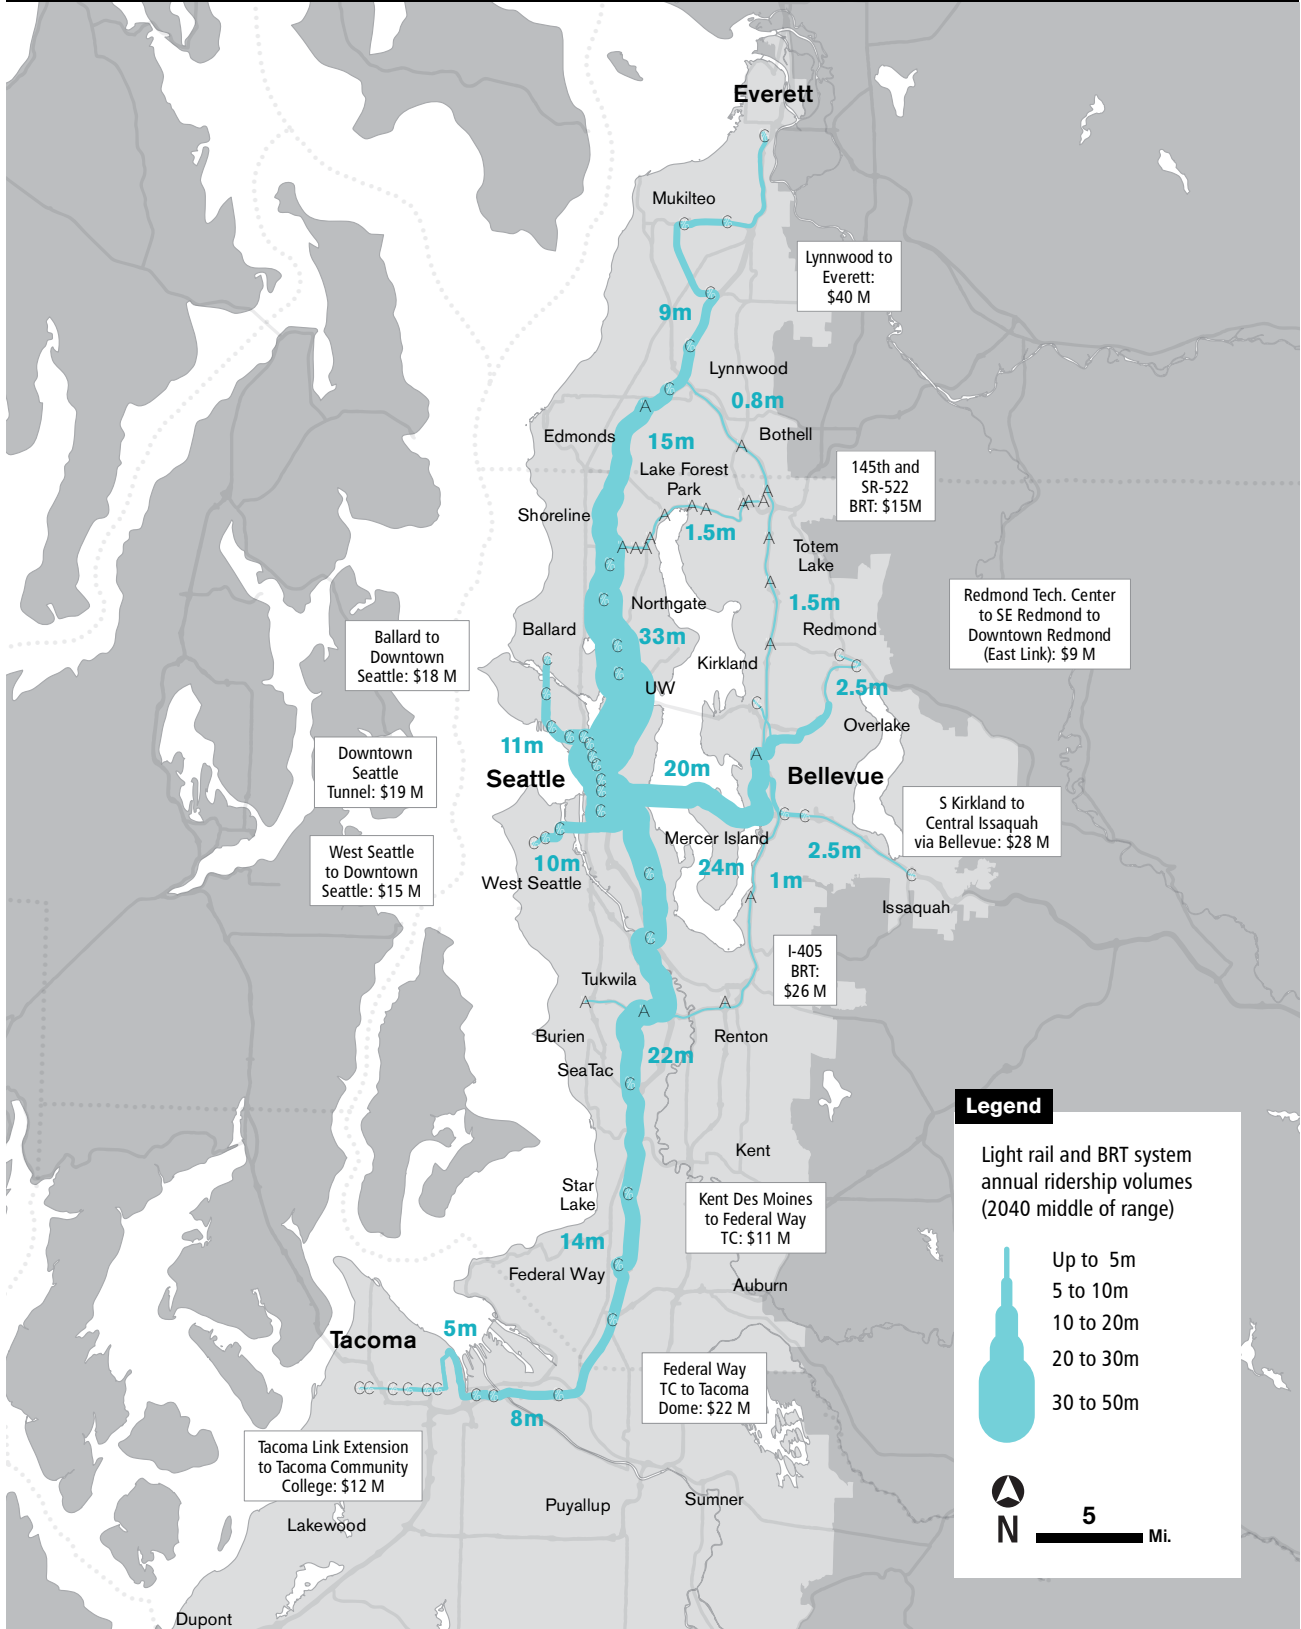 Everett
Mukilteo
Lynnwood to
Everett:
$40 M
9m
Lynnwood
0.8m
Edmonds
15m
Bothell
Lake Forest
Park
145th and
SR-522
BRT: $15M
Shoreline
1.5m
Totem
Lake
Northgate
1.5m
Redmond Tech. Center
to SE Redmond to
Downtown Redmond
(East Link): $9 M
Ballard
33m
Redmond
Ballard to
Downtown
Seattle: $18 M
Kirkland
UW
2.5m
Overlake
11m
Downtown
Seattle
Tunnel: $19 M
Seattle
20m
Bellevue
S Kirkland to
Central Issaquah
via Bellevue: $28 M
Mercer Island
West Seattle
to Downtown
Seattle: $15 M
10m
24m
2.5m
1m
West Seattle
Issaquah
I-405
BRT:
$26 M
Tukwila
Burien
Renton
22m
SeaTac
Kent
Star
Lake
Kent Des Moines
to Federal Way
TC: $11 M
14m
Federal Way
Auburn
Tacoma
5m
Federal Way
TC to Tacoma
Dome: $22 M
8m
Tacoma Link Extension
to Tacoma Community
College: $12 M
Puyallup
Sumner
Lakewood
Dupont
Legend
Light rail and BRT system
annual ridership volumes
(2040 middle of range)
Up to 5m
5 to 10m
10 to 20m
20 to 30m
30 to 50m
N
5
Mi.